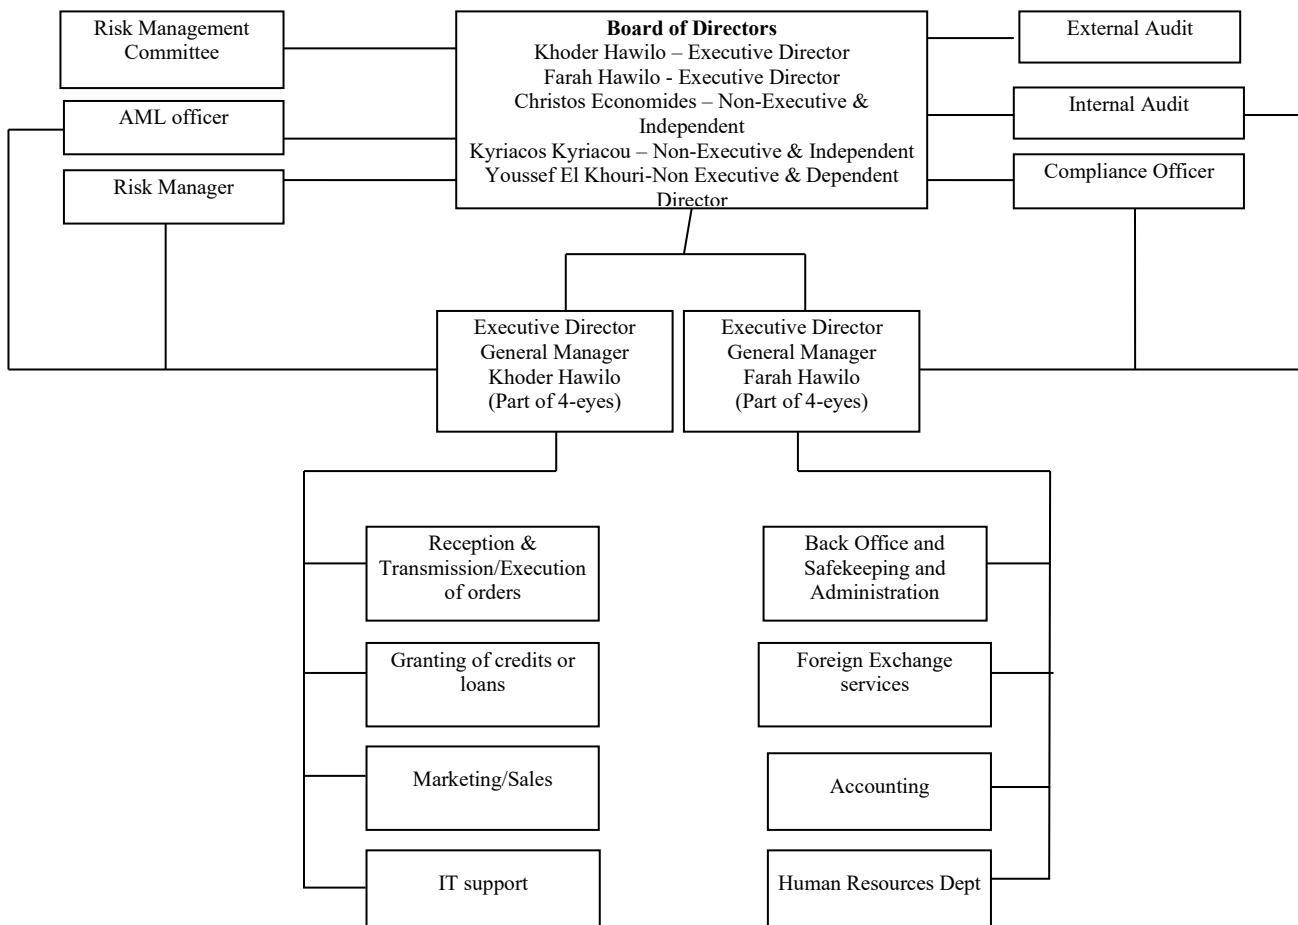 Risk Management
Committee
Board of Directors
Khoder Hawilo – Executive Director
Farah Hawilo - Executive Director
Christos Economides – Non-Executive &
Independent
Kyriacos Kyriacou – Non-Executive & Independent
Youssef El Khouri-Non Executive & Dependent
Director
External Audit
AML officer
Internal Audit
Risk Manager
Compliance Officer
Executive Director
General Manager
Khoder Hawilo
(Part of 4-eyes)
Executive Director
General Manager
Farah Hawilo
(Part of 4-eyes)
Reception &
Transmission/Execution
of orders
Back Office and
Safekeeping and
Administration
Granting of credits or
loans
Foreign Exchange
services
Marketing/Sales
Accounting
IT support
Human Resources Dept